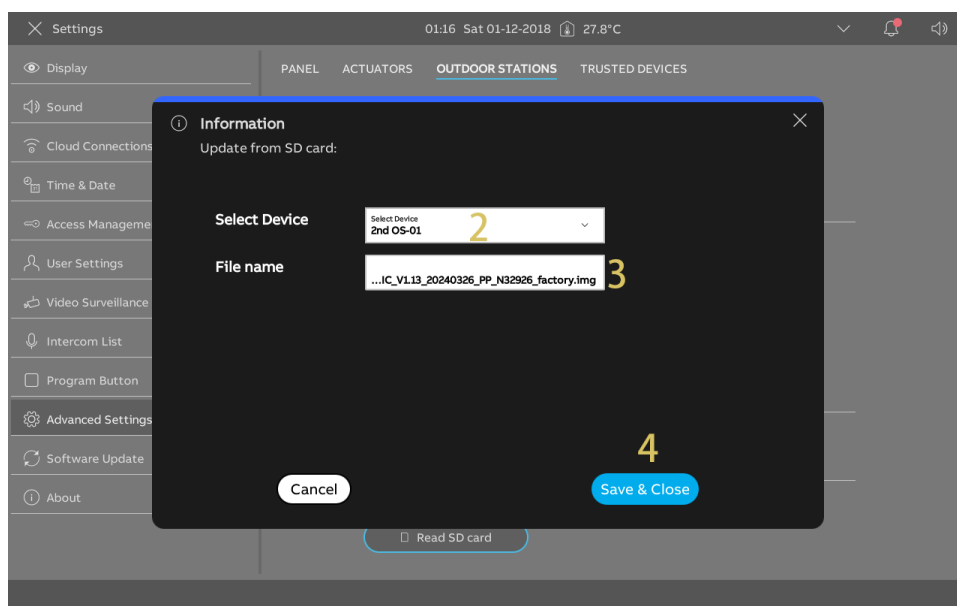 Settings
01:16 Sat 01-12-2018 27.8°C
Display
PANEL ACTUATORS OUTDOOR STATIONS TRUSTED DEVICES
Sound
Cloud Connections
Time & Date
Access Manageme
User Settings
Video Surveillance
Intercom List
Program Button
Advanced Settings
Software Update
About
Information
Update from SD card:
Select Device
Select Device
2nd OS-01
2
File name
...IC_V1.13_20240326_PP_N32926_factory.img
3
4
Cancel
Save & Close
Read SD card